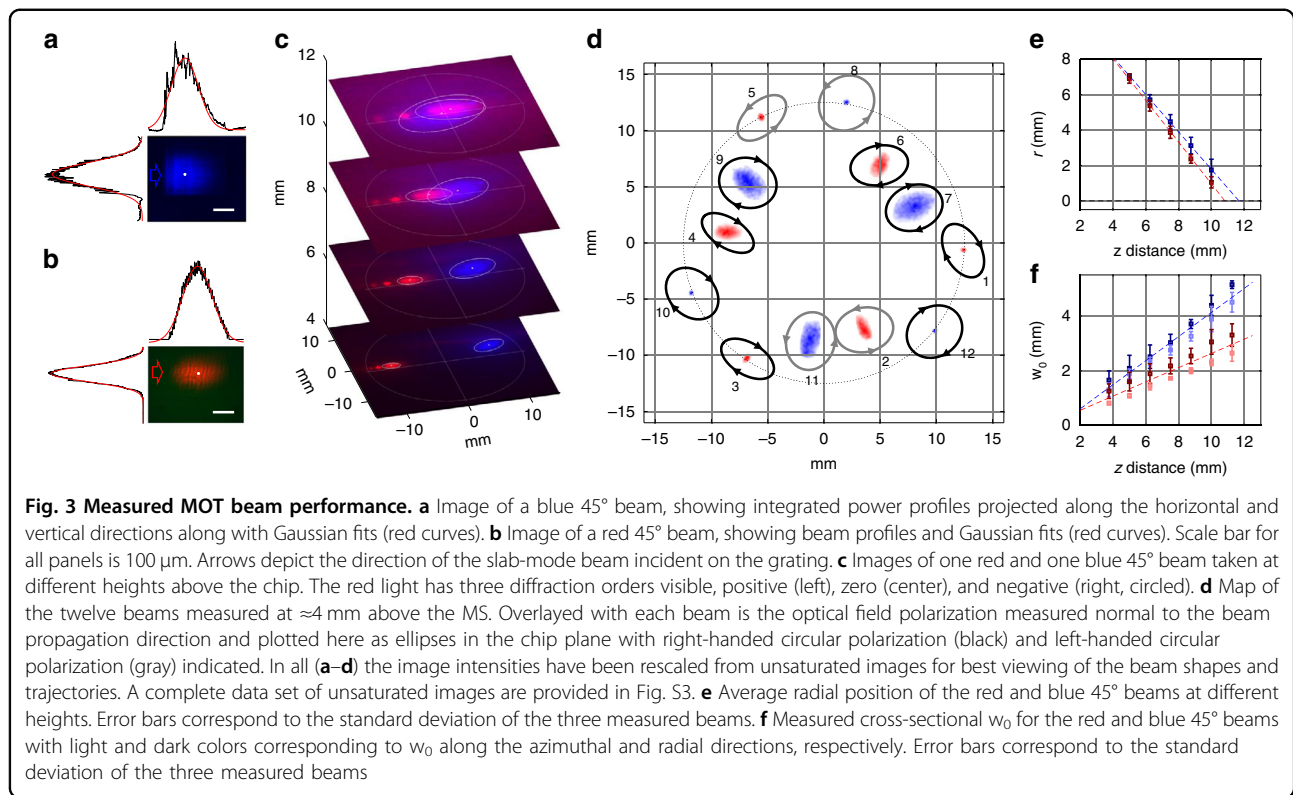 a
b
c
12
10
8
6
4
mm
10
0
−10
mm
−10
0
10
mm
d
15
10
5
0
−5
−10
−15
mm
−15
−10
−5
0
5
10
15
mm
5
8
6
9
7
4
1
10
12
3
11
2
e
8
6
4
2
0
r (mm)
2
4
6
8
10
12
z distance (mm)
f
4
2
0
w0 (mm)
2
4
6
8
10
12
z distance (mm)
Fig. 3 Measured MOT beam performance. a Image of a blue 45° beam, showing integrated power profiles projected along the horizontal and
vertical directions along with Gaussian fits (red curves). b Image of a red 45° beam, showing beam profiles and Gaussian fits (red curves). Scale bar for
all panels is 100 µm. Arrows depict the direction of the slab-mode beam incident on the grating. c Images of one red and one blue 45° beam taken at
different heights above the chip. The red light has three diffraction orders visible, positive (left), zero (center), and negative (right, circled). d Map of
the twelve beams measured at ≈4 mm above the MS. Overlayed with each beam is the optical field polarization measured normal to the beam
propagation direction and plotted here as ellipses in the chip plane with right-handed circular polarization (black) and left-handed circular
polarization (gray) indicated. In all (a–d) the image intensities have been rescaled from unsaturated images for best viewing of the beam shapes and
trajectories. A complete data set of unsaturated images are provided in Fig. S3. e Average radial position of the red and blue 45° beams at different
heights. Error bars correspond to the standard deviation of the three measured beams. f Measured cross-sectional w0 for the red and blue 45° beams
with light and dark colors corresponding to w0 along the azimuthal and radial directions, respectively. Error bars correspond to the standard
deviation of the three measured beams